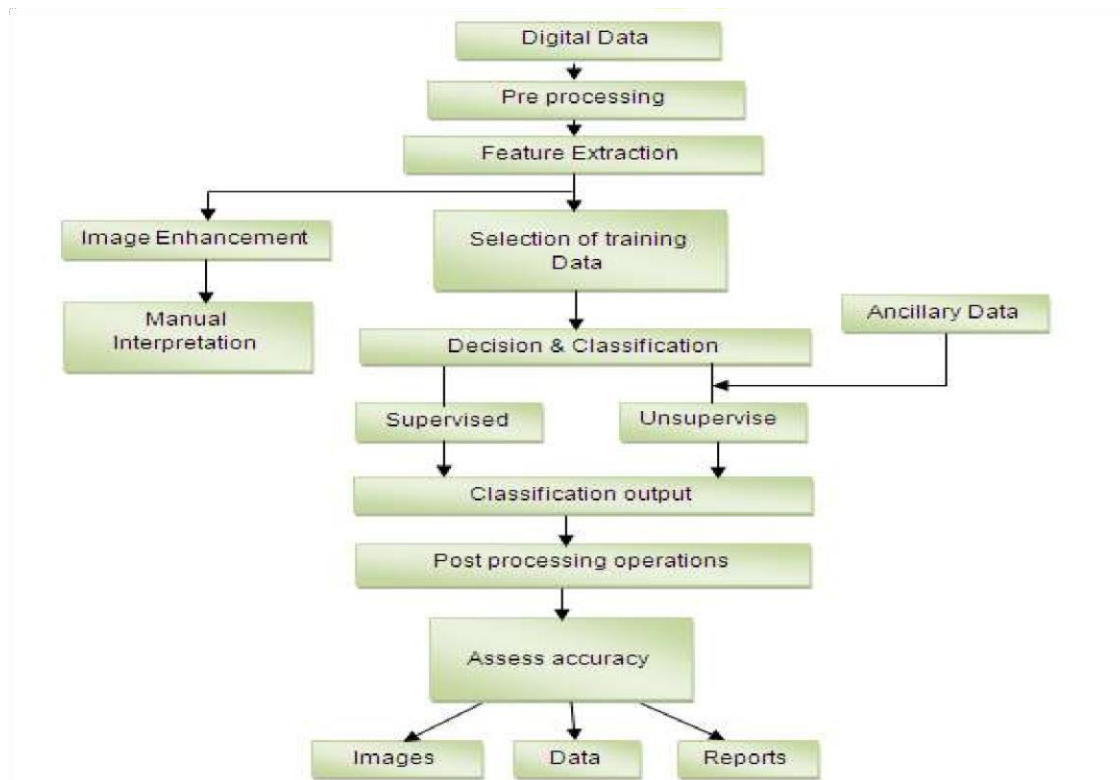 Digital Data
Pre processing
Feature Extraction
Image Enhancement
Selection of training
Data
Manual
Interpretation
Ancillary Data
Decision & Classification
Supervised
Unsupervise
Classification output
Post processing operations
Assess accuracy
Images
Data
Reports